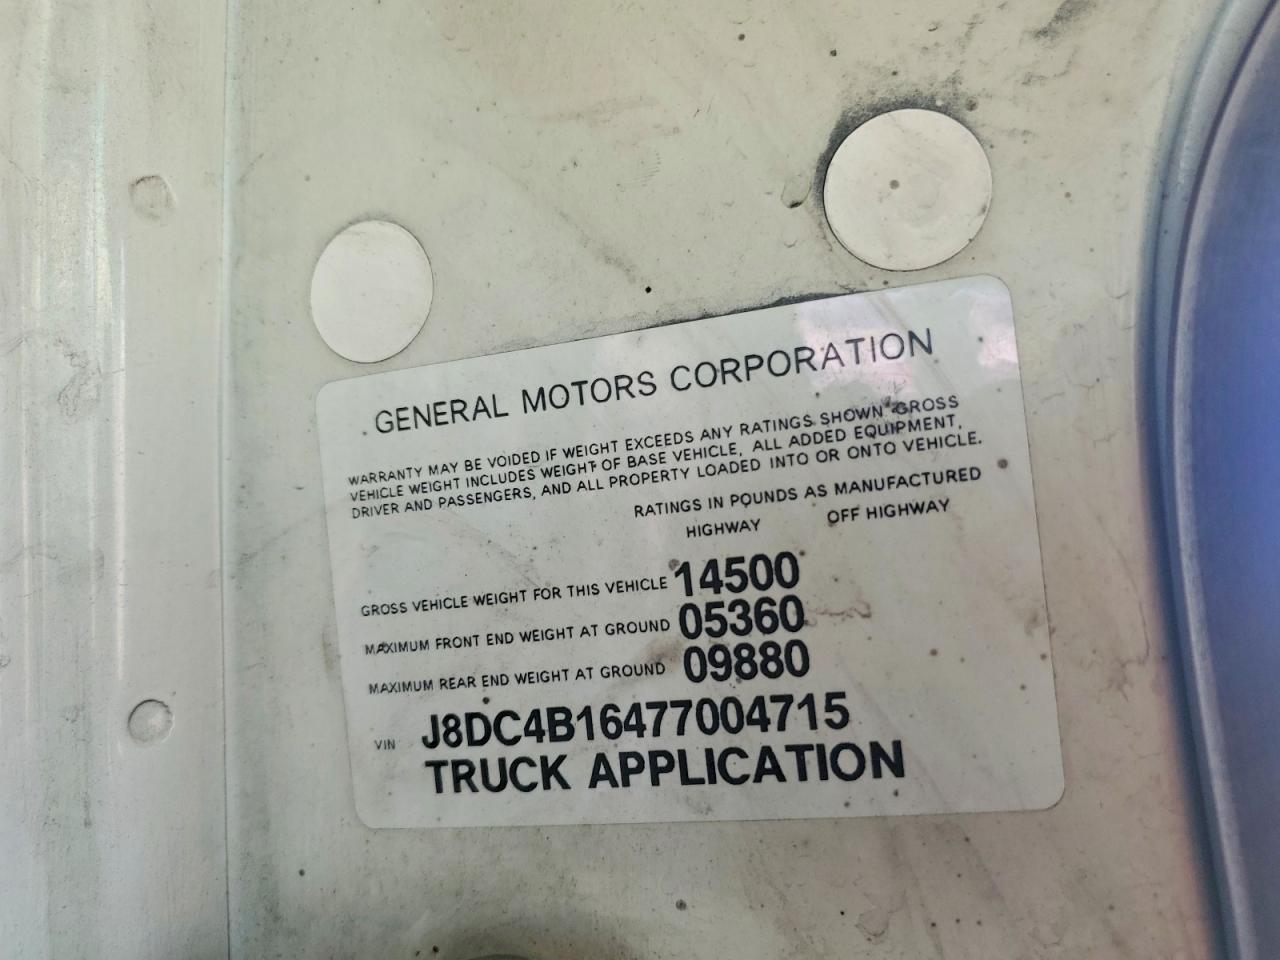 GENERAL MOTORS CORPORATION
WARRANTY MAY BE VOIDED IF WEIGHT EXCEEDS ANY RATINGS SHOWN GROSS
VEHICLE WEIGHT INCLUDES WEIGHT OF BASE VEHICLE, ALL ADDED EQUIPMENT,
DRIVER AND PASSENGERS, AND ALL PROPERTY LOADED INTO OR ONTO VEHICLE.
RATINGS IN POUNDS AS MANUFACTURED
HIGHWAY OFF HIGHWAY
GROSS VEHICLE WEIGHT FOR THIS VEHICLE 14500
MAXIMUM FRONT END WEIGHT AT GROUND 05360
MAXIMUM REAR END WEIGHT AT GROUND 09880
VIN J8DC4B16477004715
TRUCK APPLICATION